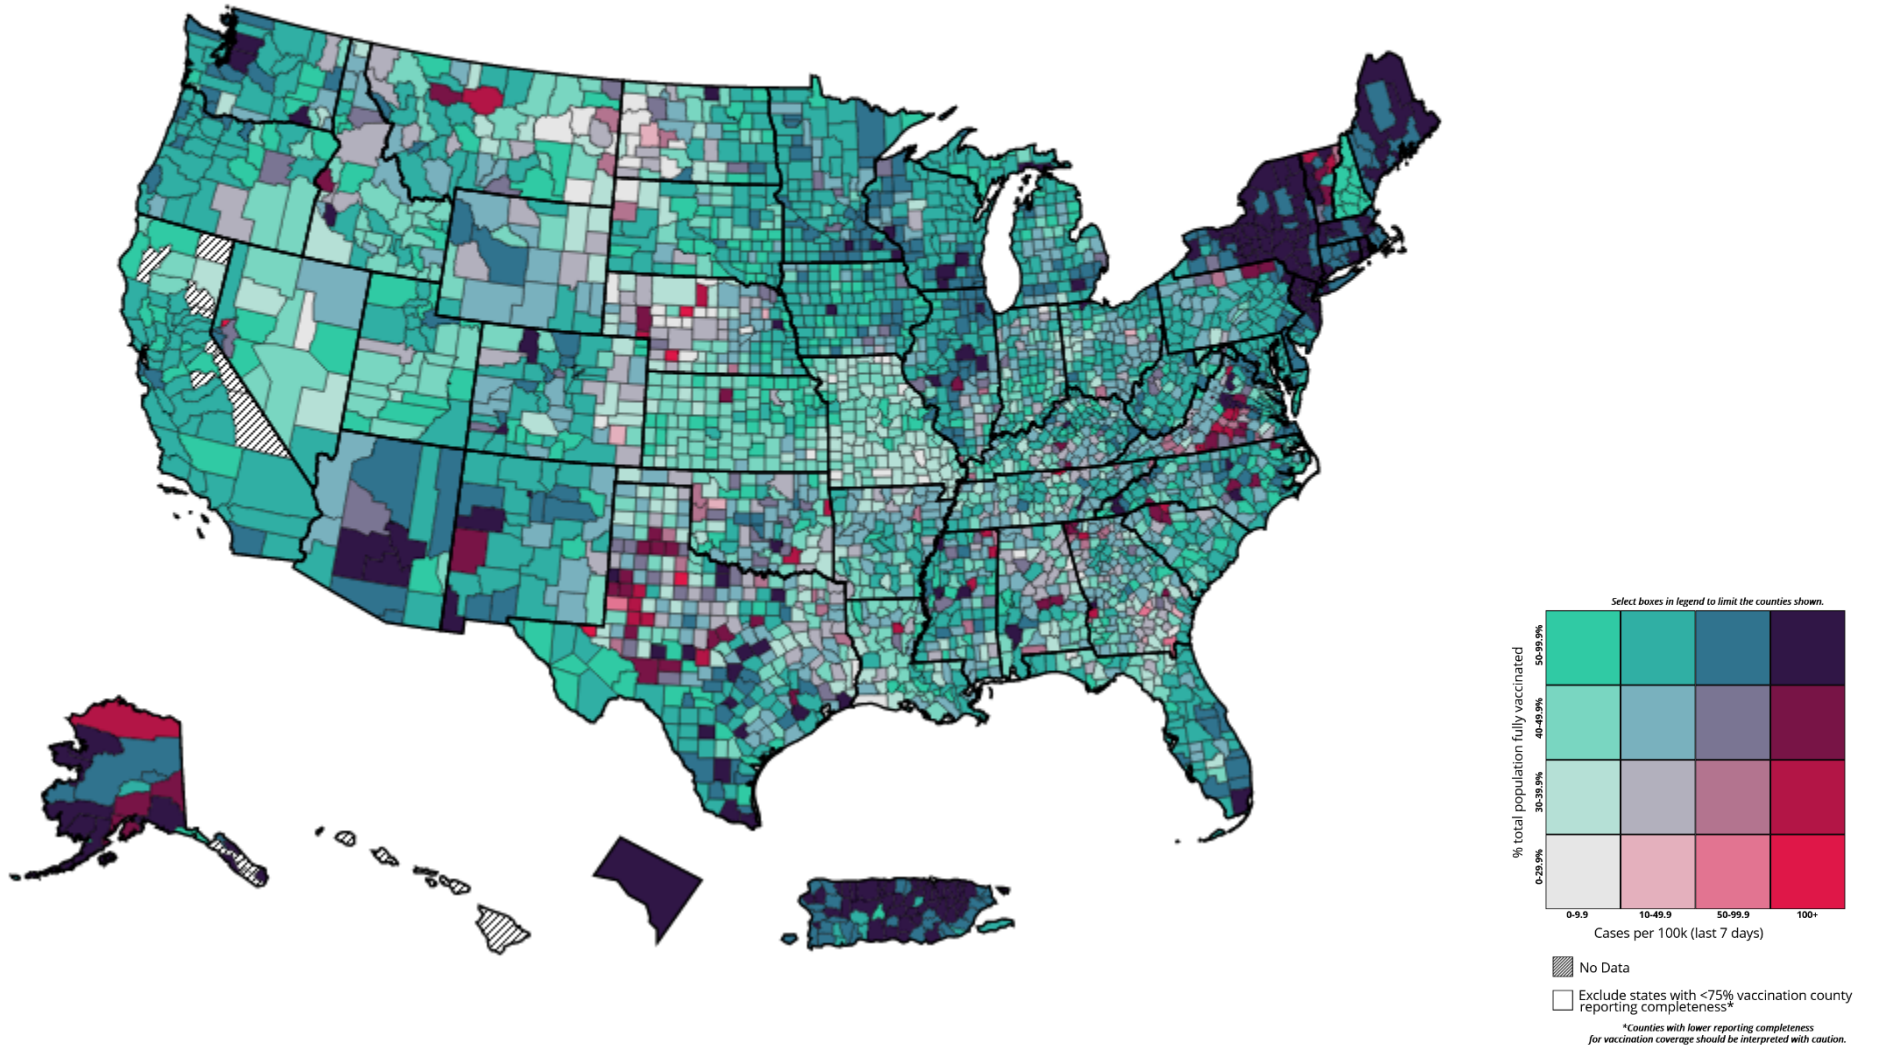 Select boxes in legend to limit the counties shown.
% total population fully vaccinated
50-99.9%
40-49.9%
30-39.9%
0-29.9%
0-9.9 10-49.9 50-99.9 100+
Cases per 100k (last 7 days)
No Data
Exclude states with <75% vaccination county
reporting completeness*
*Counties with lower reporting completeness
for vaccination coverage should be interpreted with caution.